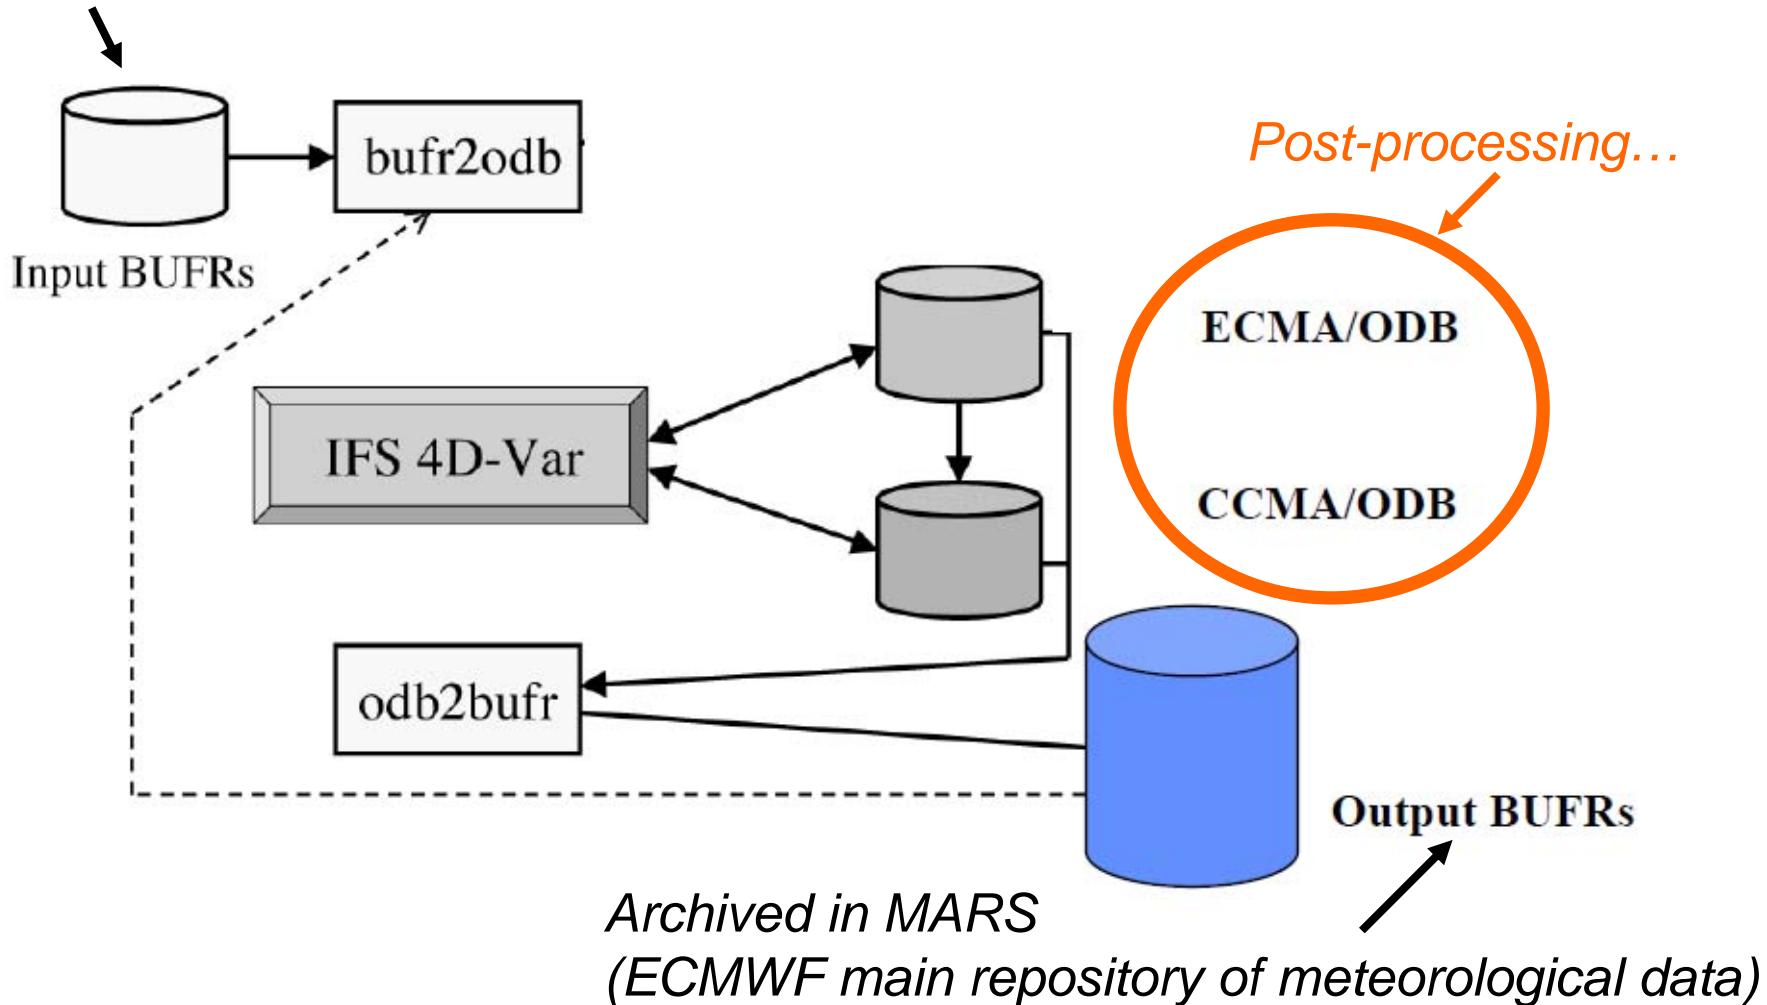 bufr2odb
Post-processing…
Input BUFRs
ECMA/ODB
IFS 4D-Var
CCMA/ODB
odb2bufr
Output BUFRs
Archived in MARS
(ECMWF main repository of meteorological data)